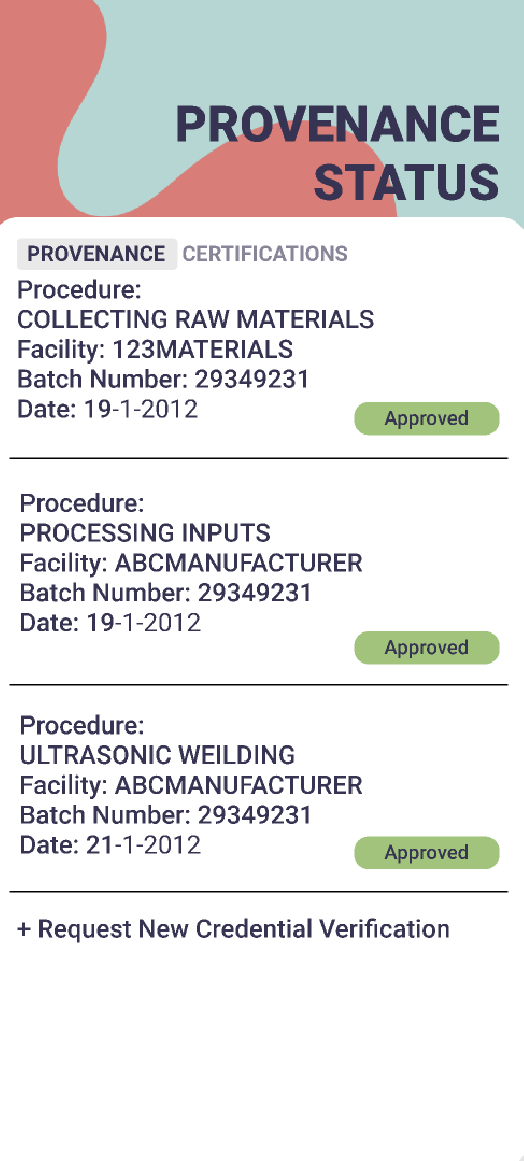 PROVENANCE
STATUS
PROVENANCE CERTIFICATIONS
Procedure:
COLLECTING RAW MATERIALS
Facility: 123MATERIALS
Batch Number: 29349231
Date: 19-1-2012
Approved
Procedure:
PROCESSING INPUTS
Facility: ABCMANUFACTURER
Batch Number: 29349231
Date: 19-1-2012
Approved
Procedure:
ULTRASONIC WEILDING
Facility: ABCMANUFACTURER
Batch Number: 29349231
Date: 21-1-2012
Approved
+ Request New Credential Verification